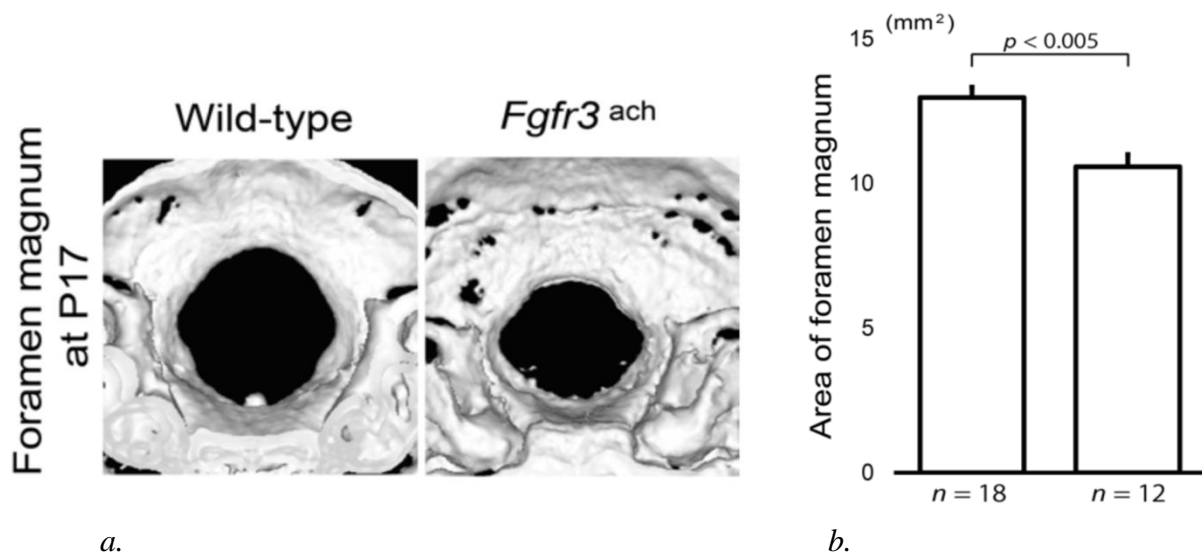 Foramen magnum
at P17
Wild-type
Fgfr3 ach
a.
Area of foramen magnum
(mm²)
15
10
5
0
p < 0.005
n = 18
n = 12
b.